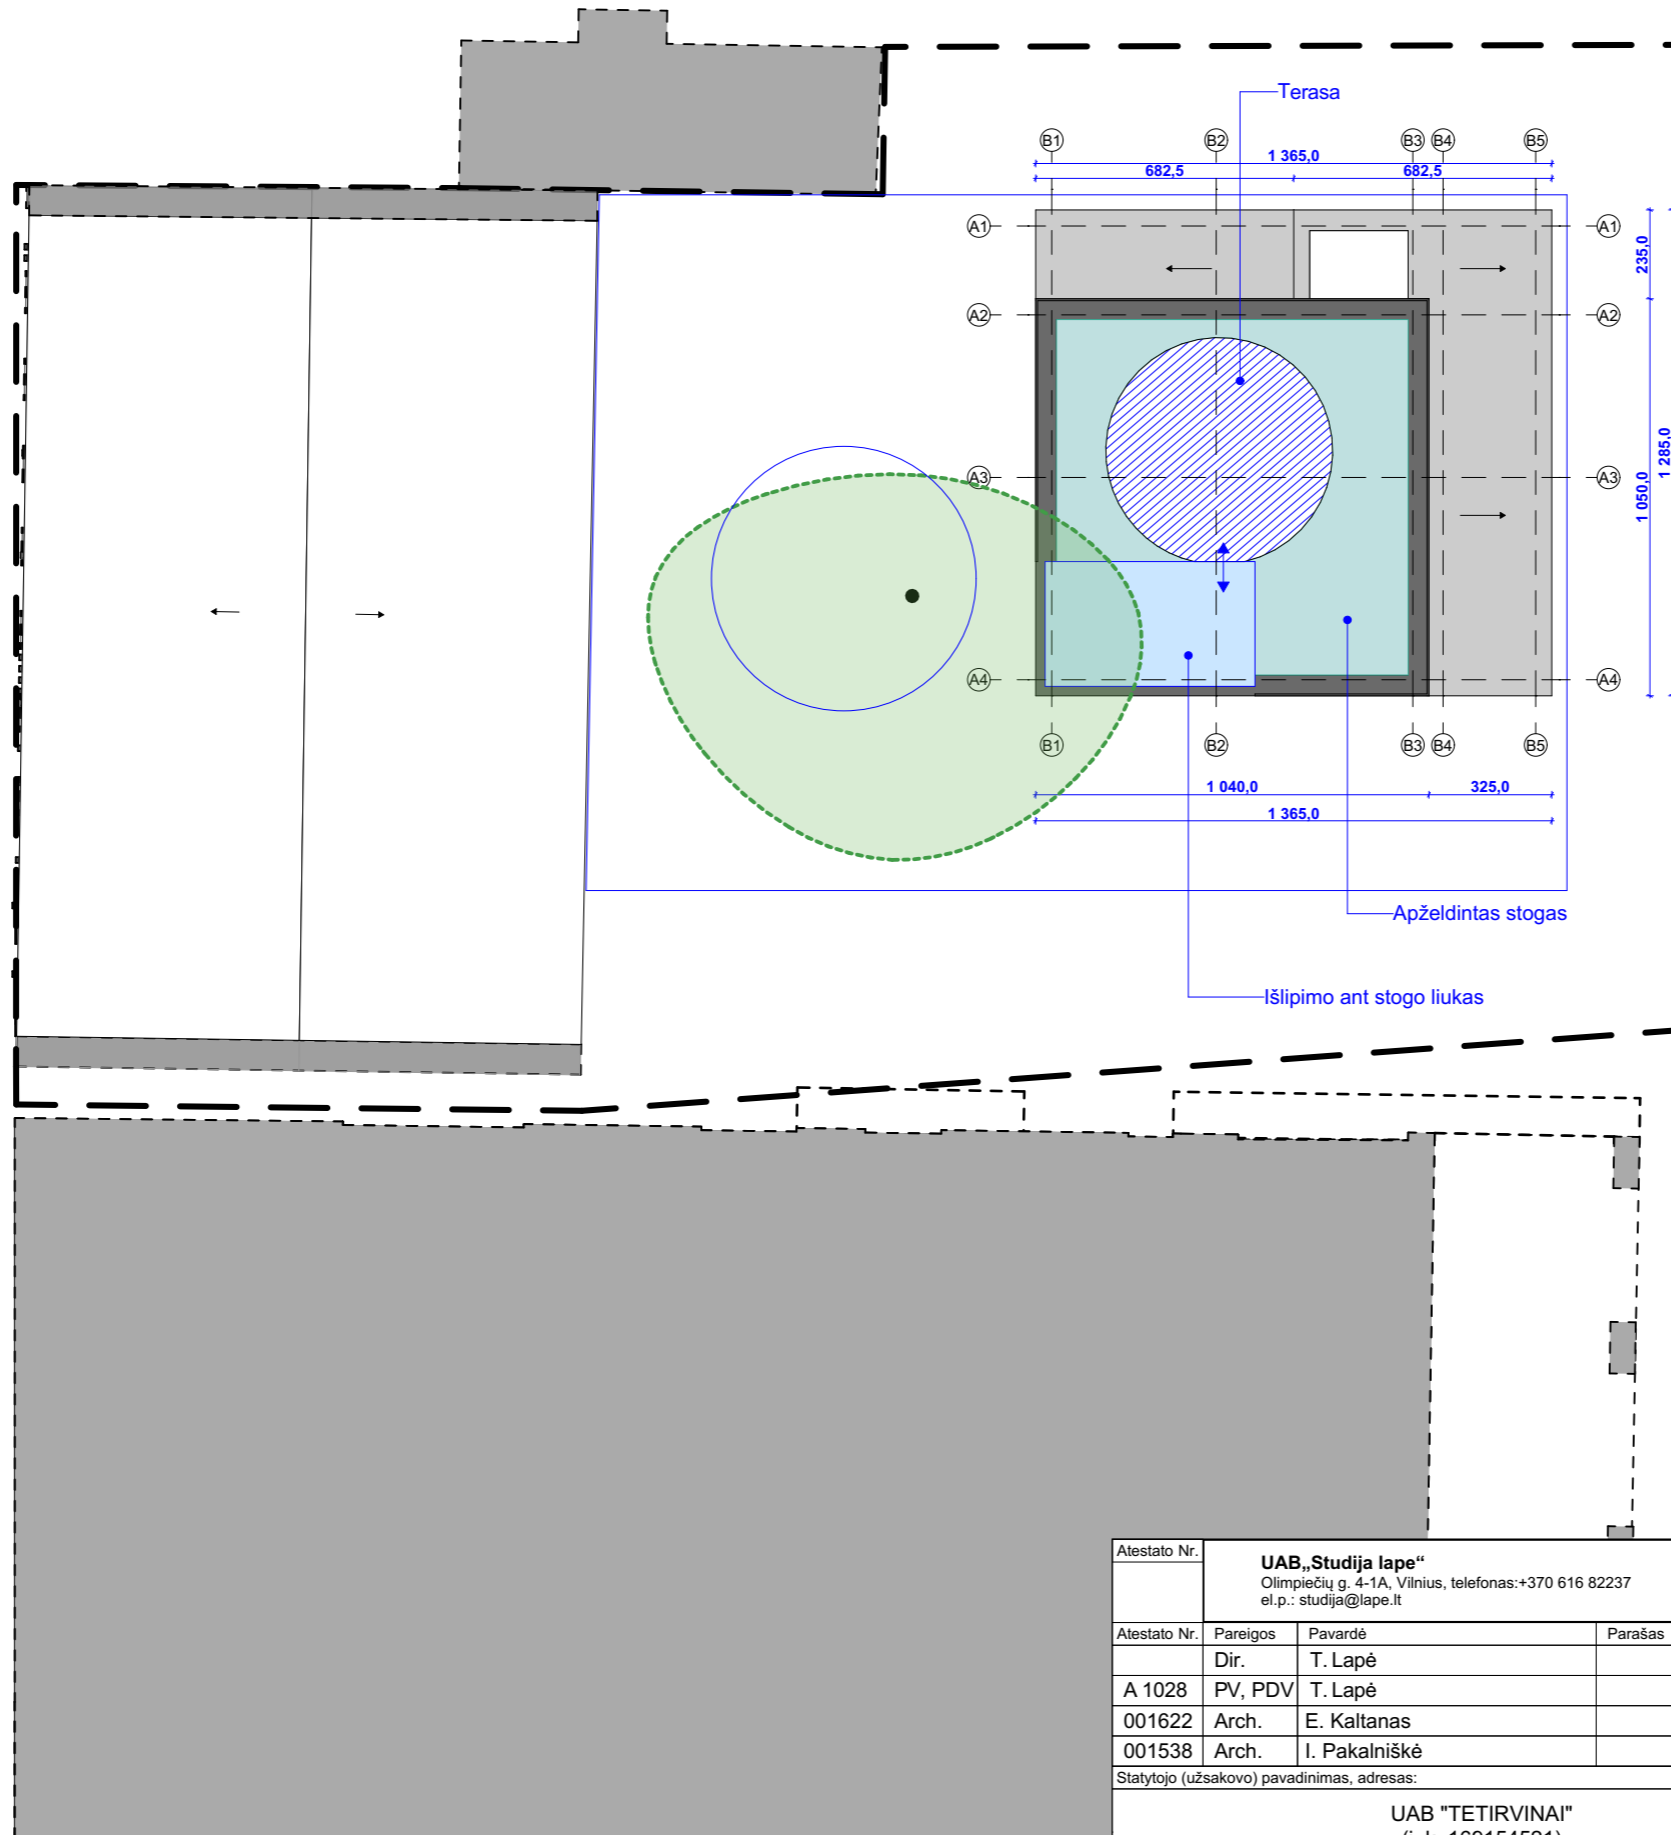 Terasa
B1 B2 B3 B4 B5
1 365,0
682,5 682,5
A1 A1
235,0
A2 A2
1 285,0
1 050,0
A3 A3
A4 A4
B1 B2 B3 B4 B5
1 040,0 325,0
1 365,0
Apželdintas stogas
Išlipimo ant stogo liukas
Atestato Nr.
UAB„Studija lape“
Olimpiečių g. 4-1A, Vilnius, telefonas:+370 616 82237
el.p.: studija@lape.lt
Atestato Nr. Pareigos Pavardė Parašas
Dir. T. Lapė
A 1028 PV, PDV T. Lapė
001622 Arch. E. Kaltanas
001538 Arch. I. Pakalniškė
Statytojo (užsakovo) pavadinimas, adresas:
UAB "TETIRVINAI"